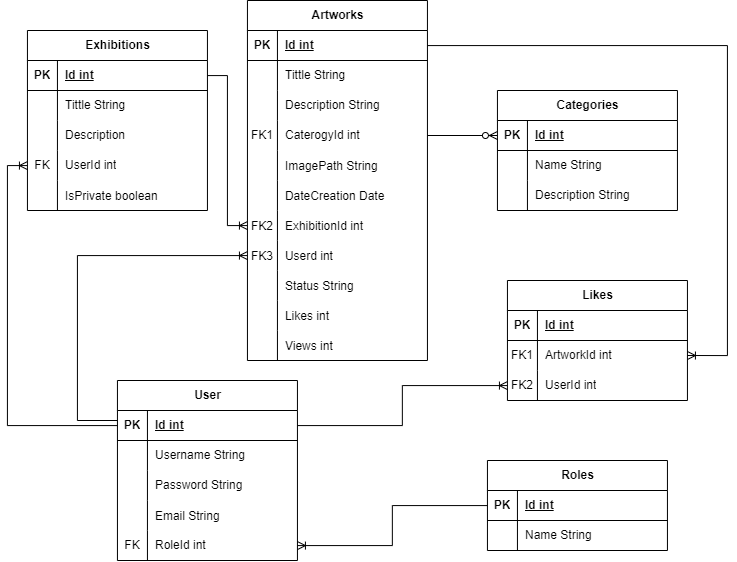 Exhibitions
PK Id int
Tittle String
Description
FK UserId int
IsPrivate boolean
Artworks
PK Id int
Tittle String
Description String
FK1 CaterogyId int
ImagePath String
DateCreation Date
FK2 ExhibitionId int
FK3 Userd int
Status String
Likes int
Views int
Categories
PK Id int
Name String
Description String
Likes
PK Id int
FK1 ArtworkId int
FK2 UserId int
User
PK Id int
Username String
Password String
Email String
FK RoleId int
Roles
PK Id int
Name String